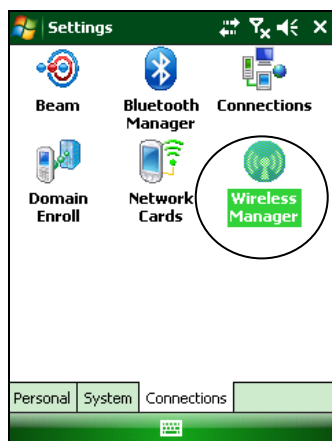 Settings
Beam
Bluetooth Manager
Connections
Domain Enroll
Network Cards
Wireless Manager
Personal System Connections